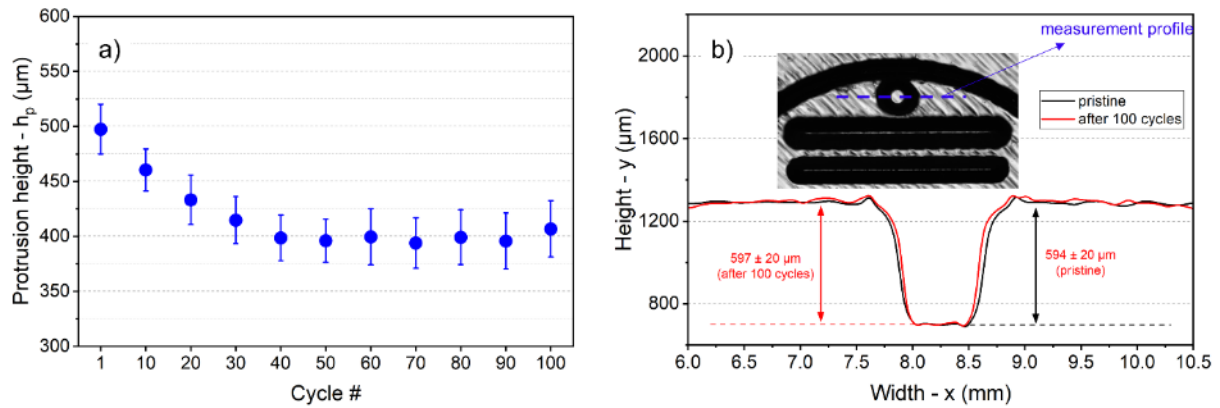 a)
600
550
500
450
400
350
300
Protrusion height - hₚ (μm)
1 10 20 30 40 50 60 70 80 90 100
Cycle #
b)
measurement profile
2000
1600
1200
800
Height - y (μm)
pristine
after 100 cycles
597 ± 20 μm
(after 100 cycles)
594 ± 20 μm
(pristine)
6.0 6.5 7.0 7.5 8.0 8.5 9.0 9.5 10.0 10.5
Width - x (mm)